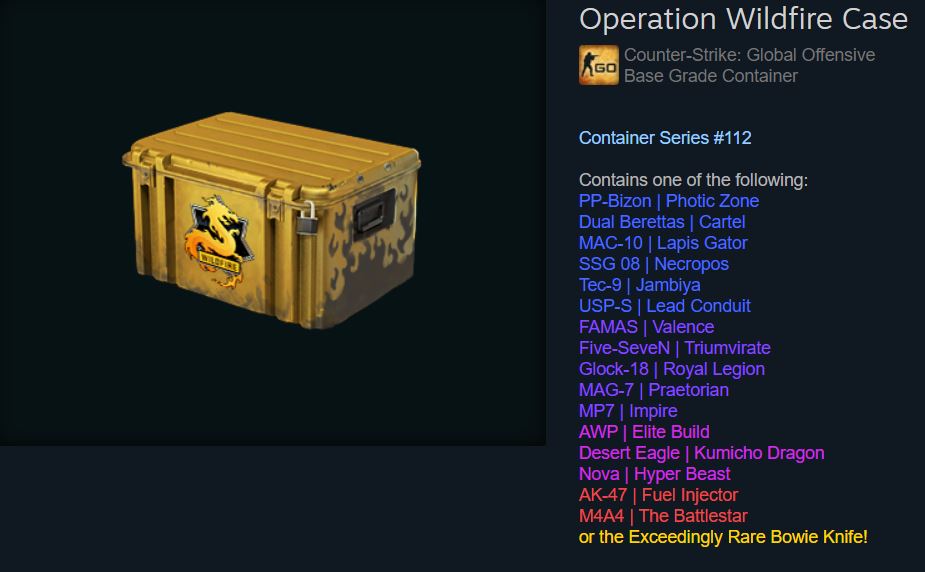 Operation Wildfire Case
GO
Counter-Strike: Global Offensive
Base Grade Container
Container Series #112
Contains one of the following:
PP-Bizon | Photic Zone
Dual Berettas | Cartel
MAC-10 | Lapis Gator
SSG 08 | Necropos
Tec-9 | Jambiya
USP-S | Lead Conduit
FAMAS | Valence
Five-SeveN | Triumvirate
Glock-18 | Royal Legion
MAG-7 | Praetorian
MP7 | Impire
AWP | Elite Build
Desert Eagle | Kumicho Dragon
Nova | Hyper Beast
AK-47 | Fuel Injector
M4A4 | The Battlestar
or the Exceedingly Rare Bowie Knife!
WILDFIRE